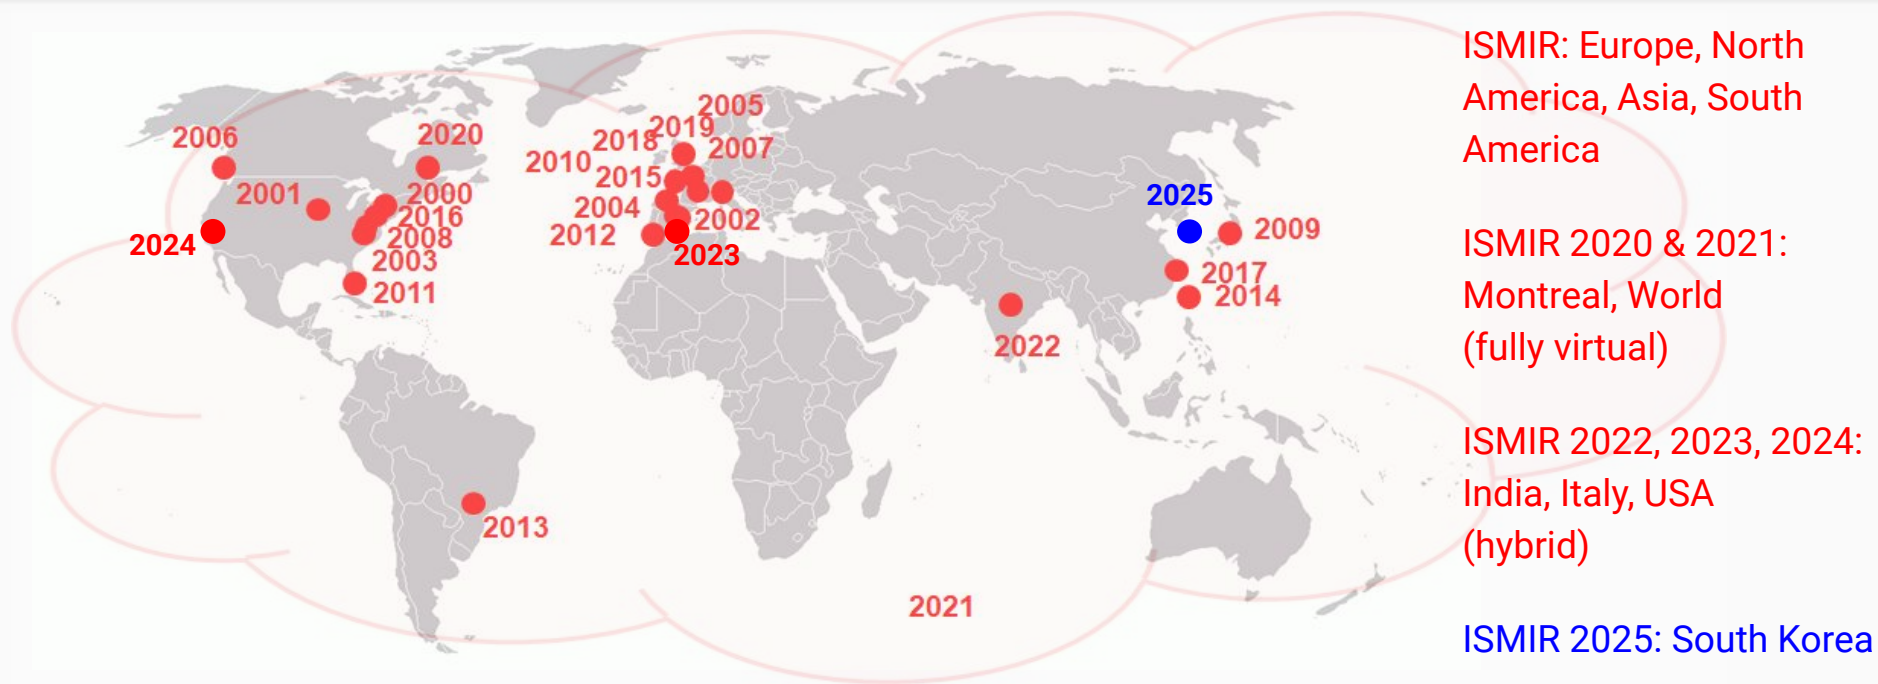 2005
2019
2006
2020
2018
2007
2010
2015
2001
2000
2025
2004
2016
2002
2009
2012
2008
2024
2023
2003
2017
2011
2014
2022
2013
2021
ISMIR: Europe, North
America, Asia, South
America
ISMIR 2020 & 2021:
Montreal, World
(fully virtual)
ISMIR 2022, 2023, 2024:
India, Italy, USA
(hybrid)
ISMIR 2025: South Korea